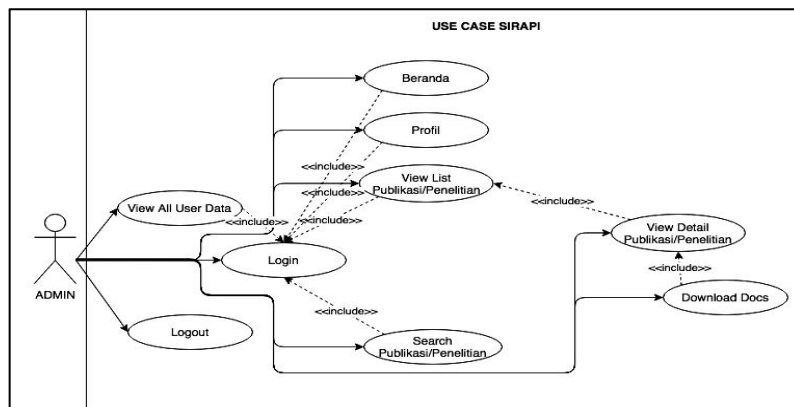 USE CASE SIRAPI
Beranda
Profil
<<include>>
<<include>>
View List
Publikasi/Penelitian
<<include>>
View All User Data
<<include>>
<<include>>
View Detail
Publikasi/Penelitian
Login
<<include>>
ADMIN
Download Docs
<<include>>
Logout
Search
Publikasi/Penelitian